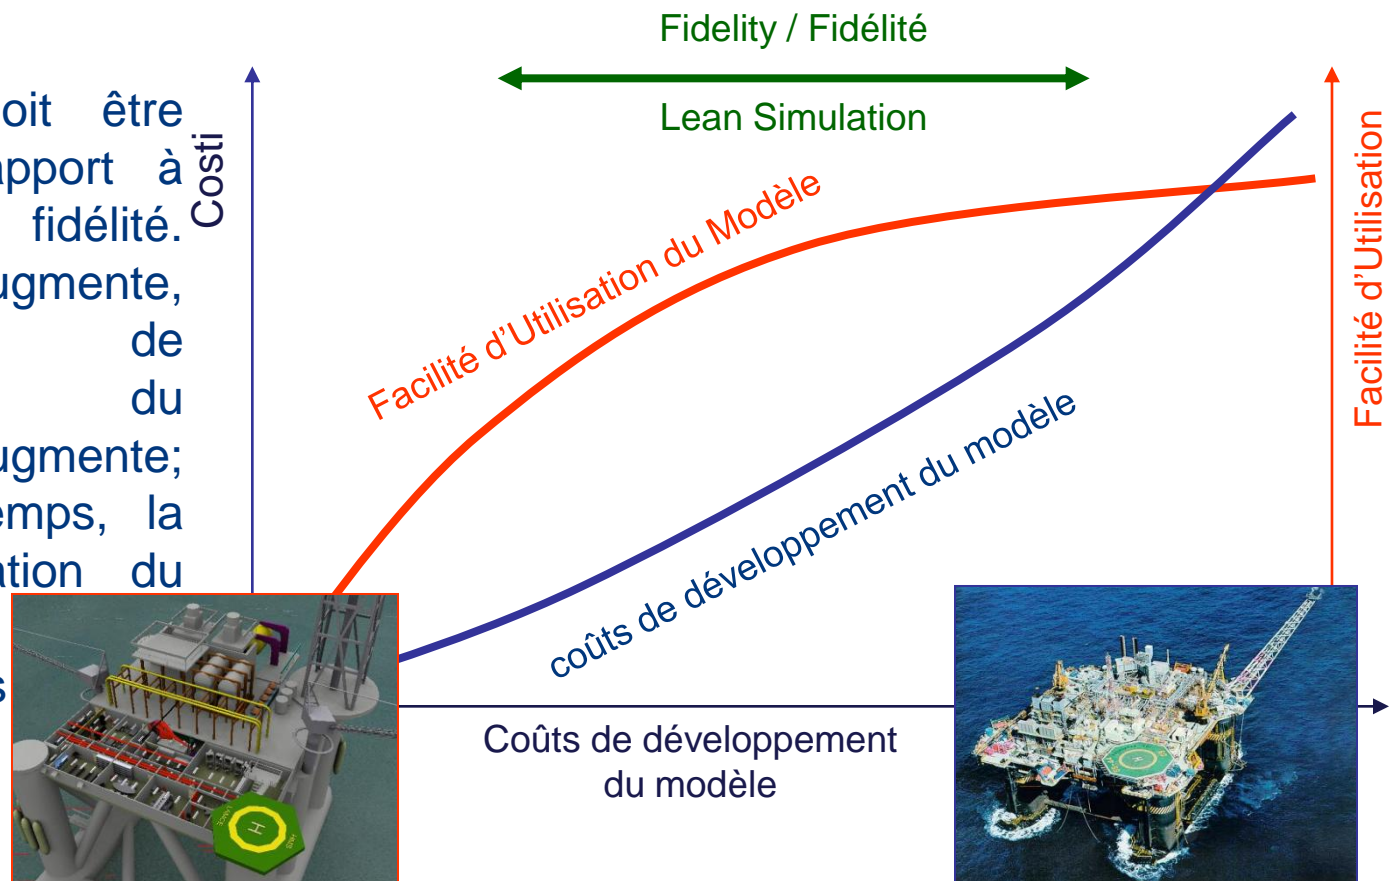 Fidelity / Fidélité
Lean Simulation
oit être
apport à
fidélité.
ugmente,
de
du
ugmente;
emps, la
ation du
s
Costi
Facilité d'Utilisation du Modèle
coûts de développement du modèle
Facilité d'Utilisation
Coûts de développement
du modèle
H
H